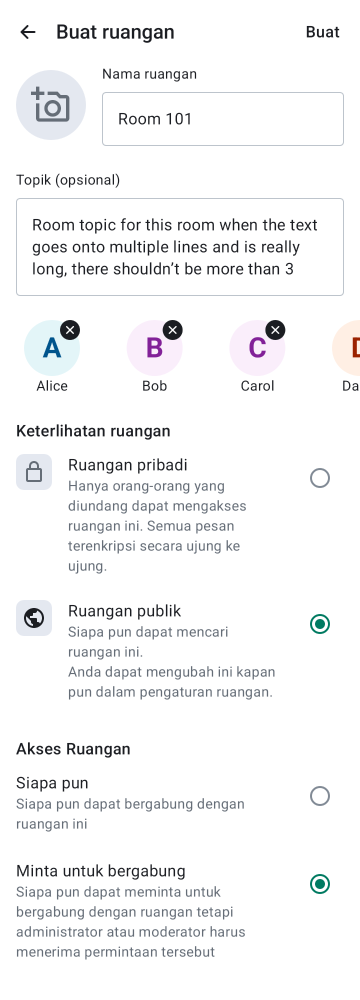 Buat ruangan
Buat
Nama ruangan
Room 101
Topik (opsional)
Room topic for this room when the text
goes onto multiple lines and is really
long, there shouldn’t be more than 3
A
B
C
D
Alice
Bob
Carol
Da
Keterlihatan ruangan
Ruangan pribadi
Hanya orang-orang yang
diundang dapat mengakses
ruangan ini. Semua pesan
terenkripsi secara ujung ke
ujung.
Ruangan publik
Siapa pun dapat mencari
ruangan ini.
Anda dapat mengubah ini kapan
pun dalam pengaturan ruangan.
Akses Ruangan
Siapa pun
Siapa pun dapat bergabung dengan
ruangan ini
Minta untuk bergabung
Siapa pun dapat meminta untuk
bergabung dengan ruangan tetapi
administrator atau moderator harus
menerima permintaan tersebut